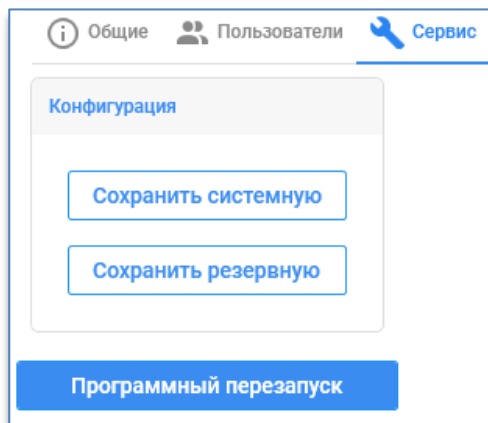 Общие Пользователи Сервис
Конфигурация
Сохранить системную
Сохранить резервную
Программный перезапуск